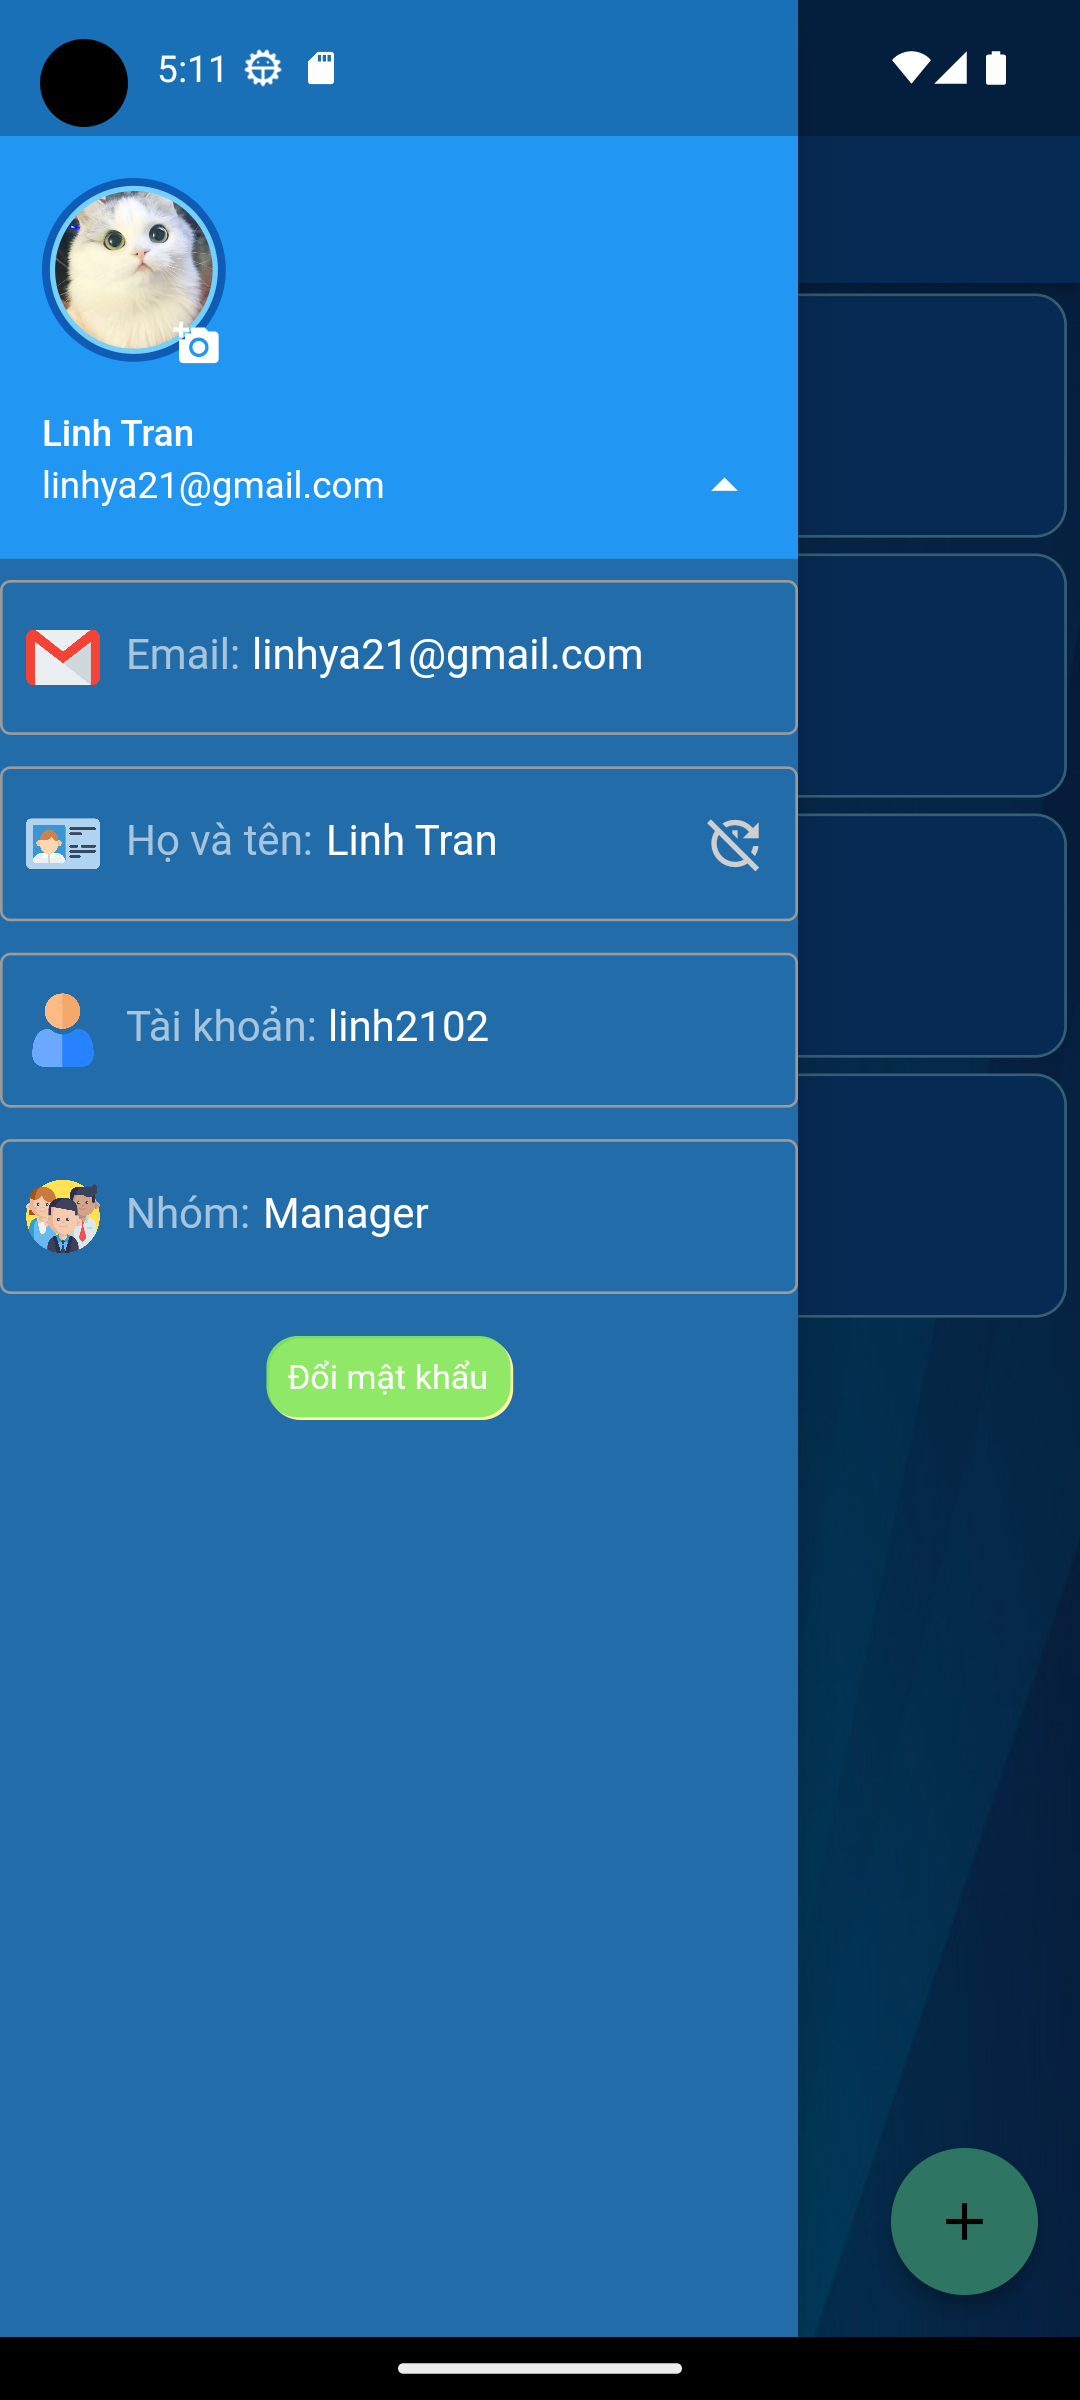 5:11
Linh Tran
linhya21@gmail.com
Email: linhya21@gmail.com
Họ và tên: Linh Tran
Tài khoản: linh2102
Nhóm: Manager
Đổi mật khẩu